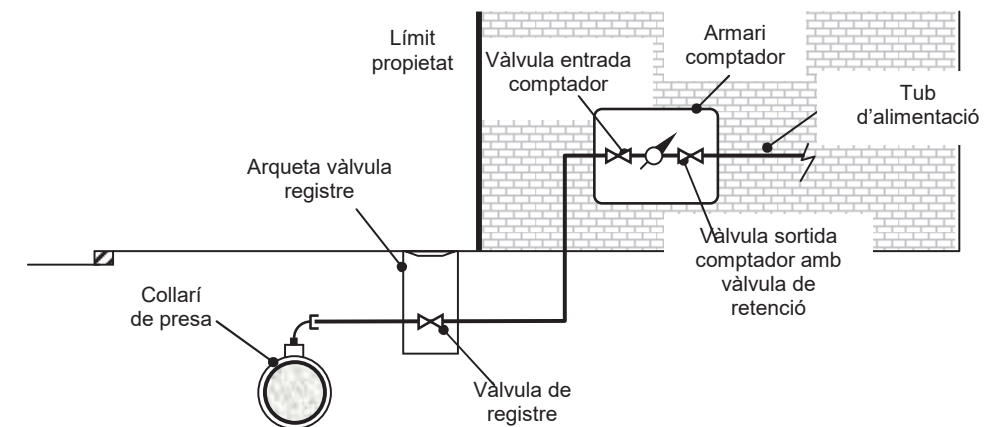 Límit
propietat
Vàlvula entrada
comptador
Armari
comptador
Tub
d’alimentació
Arqueta vàlvula
registre
Vàlvula sortida
comptador amb
vàlvula de
retenció
Collarí
de presa
Vàlvula de
registre